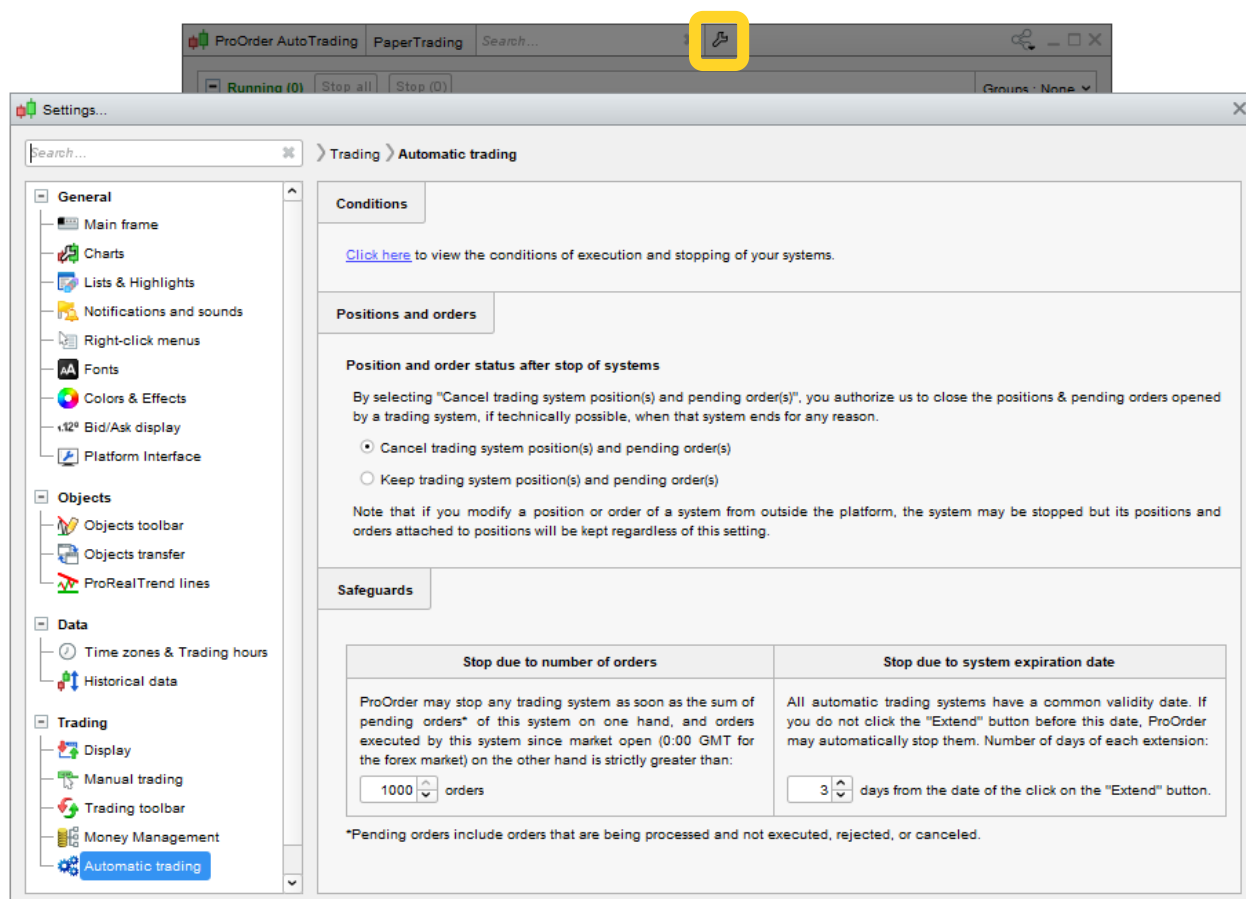 ProOrder AutoTrading PaperTrading Search...
Running (0) Stop all Stop (0) Groups : None
Settings...
Search...
Trading Automatic trading
General
Main frame
Charts
Lists & Highlights
Notifications and sounds
Right-click menus
AA Fonts
Colors & Effects
1.12⁹ Bid/Ask display
Platform Interface
Objects
Objects toolbar
Objects transfer
ProRealTrend lines
Data
Time zones & Trading hours
Historical data
Trading
Display
Manual trading
Trading toolbar
Money Management
Automatic trading
Conditions
Click here to view the conditions of execution and stopping of your systems.
Positions and orders
Position and order status after stop of systems
By selecting "Cancel trading system position(s) and pending order(s)", you authorize us to close the positions & pending orders opened
by a trading system, if technically possible, when that system ends for any reason.
Cancel trading system position(s) and pending order(s)
Keep trading system position(s) and pending order(s)
Note that if you modify a position or order of a system from outside the platform, the system may be stopped but its positions and
orders attached to positions will be kept regardless of this setting.
Safeguards
Stop due to number of orders
ProOrder may stop any trading system as soon as the sum of
pending orders* of this system on one hand, and orders
executed by this system since market open (0:00 GMT for
the forex market) on the other hand is strictly greater than:
1000 orders
Stop due to system expiration date
All automatic trading systems have a common validity date. If
you do not click the "Extend" button before this date, ProOrder
may automatically stop them. Number of days of each extension:
3 days from the date of the click on the "Extend" button.
*Pending orders include orders that are being processed and not executed, rejected, or canceled.